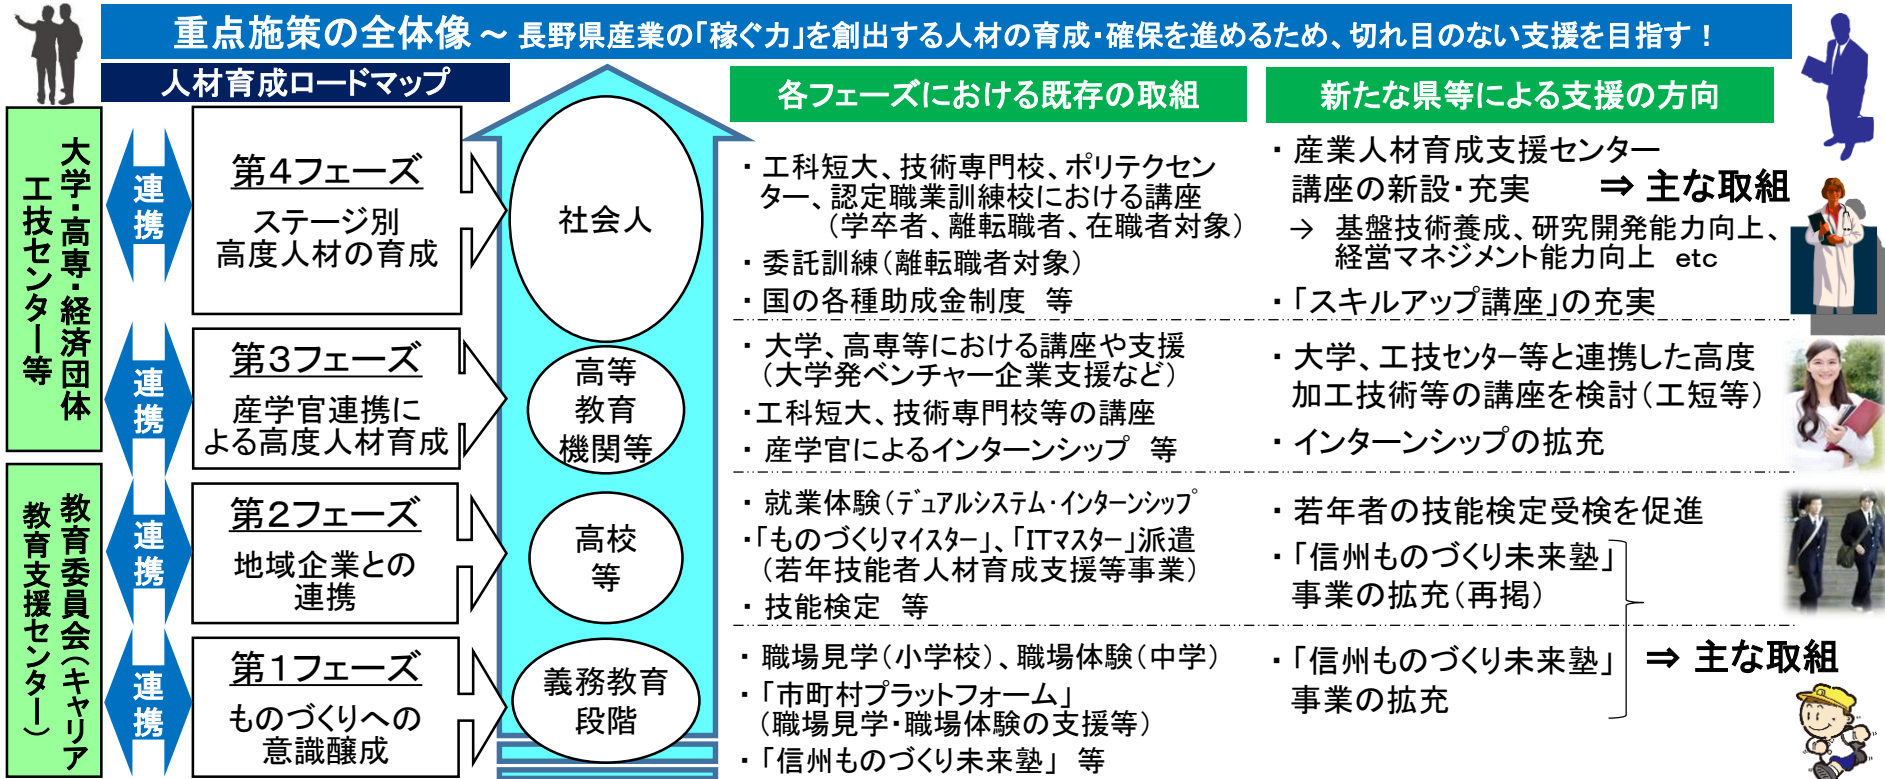 重点施策の全体像 ~ 長野県産業の「稼ぐ力」を創出する人材の育成・確保を進めるため、切れ目のない支援を目指す！
人材育成ロードマップ
各フェーズにおける既存の取組
新たな県等による支援の方向
大学・高専・経済団体
工技センター等
連携
第４フェーズ
ステージ別
高度人材の育成
社会人
・工科短大、技術専門校、ポリテクセン
ター、認定職業訓練校における講座
（学卒者、離転職者、在職者対象）
・委託訓練（離転職者対象）
・国の各種助成金制度　等
・産業人材育成支援センター
講座の新設・充実　⇒ 主な取組
→ 基盤技術養成、研究開発能力向上、
経営マネジメント能力向上　etc
・「スキルアップ講座」の充実
連携
第３フェーズ
産学官連携に
よる高度人材育成
高等
教育
機関等
・大学、高専等における講座や支援
（大学発ベンチャー企業支援など）
・工科短大、技術専門校等の講座
・産学官によるインターンシップ　等
・大学、工技ｾﾝﾀｰ等と連携した高度
加工技術等の講座を検討（工短等）
・インターンシップの拡充
教育委員会（キャリア
教育支援センター）
連携
第２フェーズ
地域企業との
連携
高校
等
・就業体験（ﾃﾞｭｱﾙｼｽﾃﾑ・ｲﾝﾀｰﾝｼｯﾌﾟ
・「ものづくりﾏｲｽﾀｰ」、「ITﾏｽﾀｰ」派遣
（若年技能者人材育成支援等事業）
・技能検定　等
・若年者の技能検定受検を促進
・「信州ものづくり未来塾」
事業の拡充（再掲）
連携
第１フェーズ
ものづくりへの
意識醸成
義務教育
段階
・職場見学（小学校）、職場体験（中学）
・「市町村プラットフォーム」
（職場見学・職場体験の支援等）
・「信州ものづくり未来塾」　等
・「信州ものづくり未来塾」
事業の拡充
⇒ 主な取組